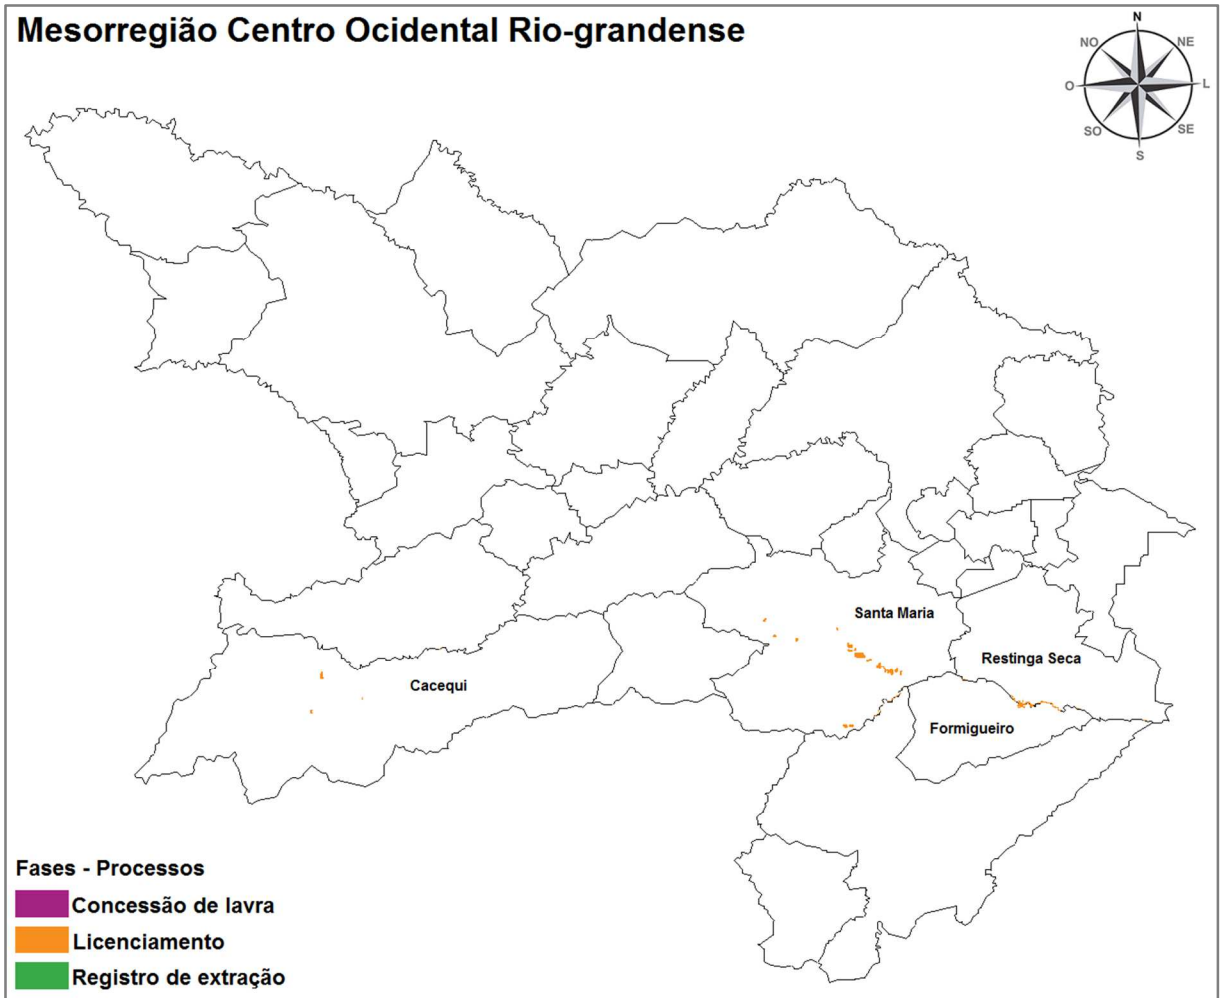 Mesorregião Centro Ocidental Rio-grandense
N
NO
NE
O
L
SO
SE
S
Santa Maria
Restinga Seca
Cacequi
Formigueiro
Fases - Processos
Concessão de lavra
Licenciamento
Registro de extração